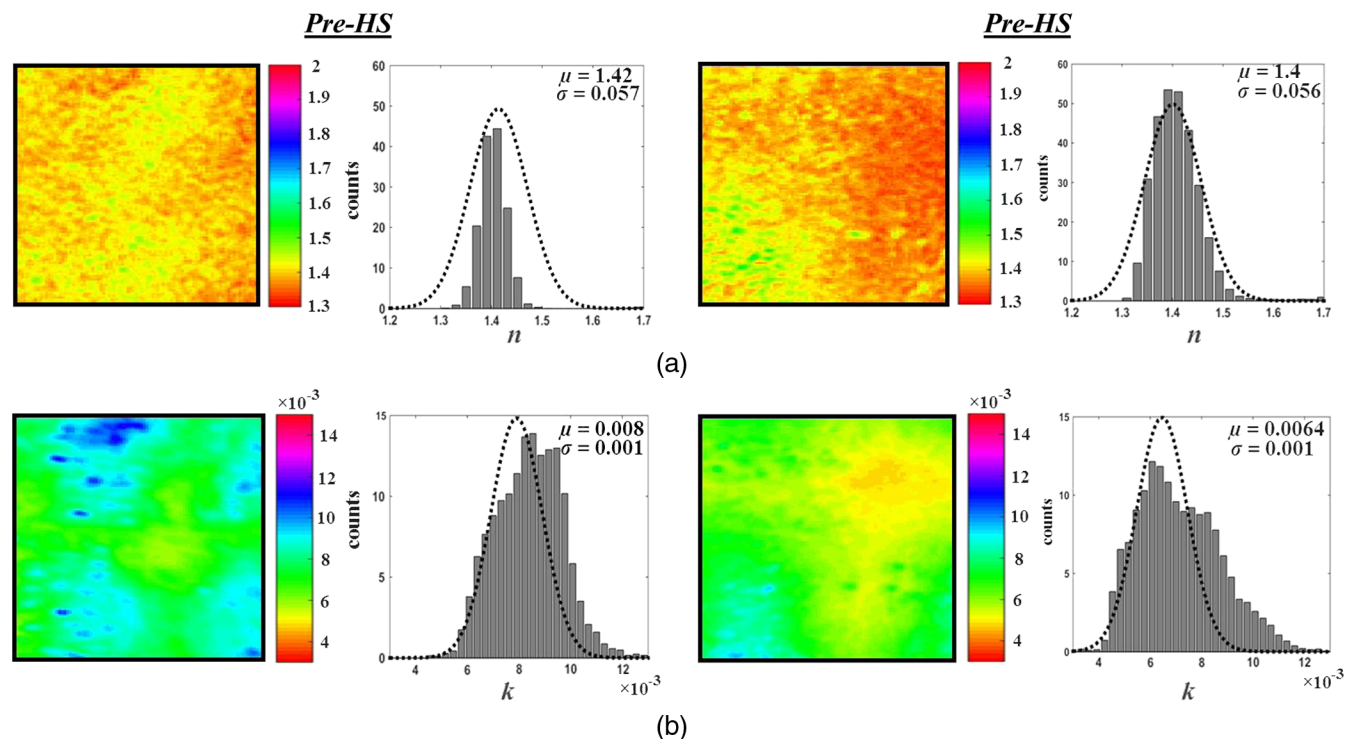 Pre-HS
Pre-HS
2
1.9
1.8
1.7
1.6
1.5
1.4
1.3
60
50
40
30
20
10
0
counts
μ = 1.42
σ = 0.057
1.2 1.3 1.4 1.5 1.6 1.7
n
2
1.9
1.8
1.7
1.6
1.5
1.4
1.3
60
50
40
30
20
10
0
counts
μ = 1.4
σ = 0.056
1.2 1.3 1.4 1.5 1.6 1.7
n
(a)
×10-3
14
12
10
8
6
4
15
10
5
0
counts
μ = 0.008
σ = 0.001
4 6 8 10 12
×10-3
k
×10-3
14
12
10
8
6
4
15
10
5
0
counts
μ = 0.0064
σ = 0.001
4 6 8 10 12
×10-3
k
(b)